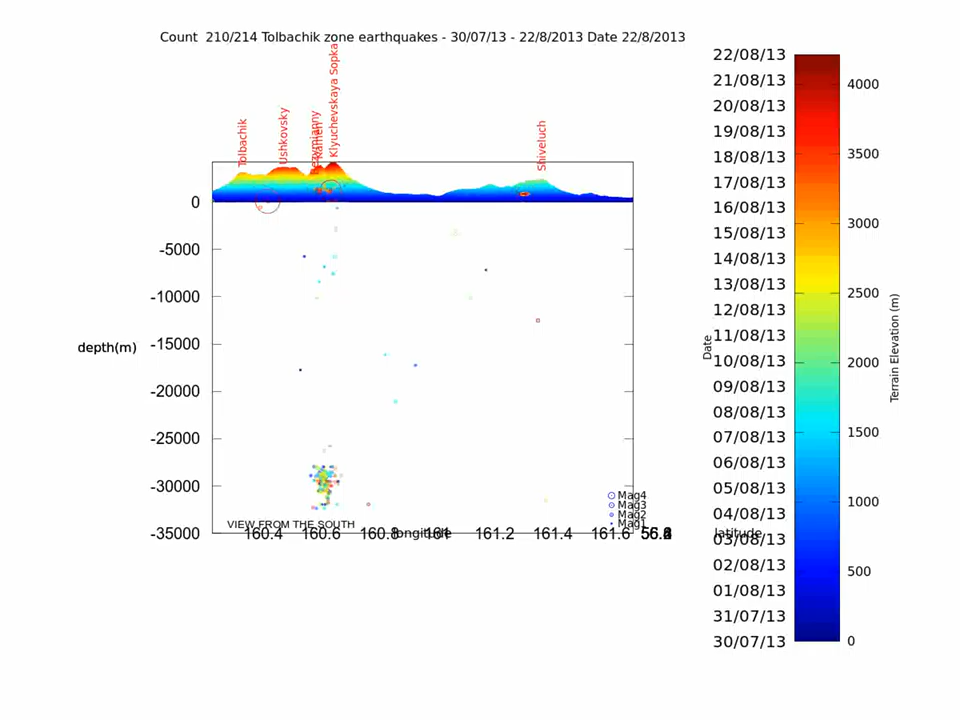 Count  210/214 Tolbachik zone earthquakes - 30/07/13 - 22/8/2013 Date 22/8/2013
Tolbachik
Ushkovsky
Bezymianny
Kamen
Klyuchevskaya Sopka
Shiveluch
0
-5000
-10000
-15000
-20000
-25000
-30000
-35000
depth(m)
VIEW FROM THE SOUTH
Mag4
Mag3
Mag2
Mag1
160.4
160.6
160.8
161
161.2
161.4
161.6
longitude
latitude
Date
22/08/13
21/08/13
20/08/13
19/08/13
18/08/13
17/08/13
16/08/13
15/08/13
14/08/13
13/08/13
12/08/13
11/08/13
10/08/13
09/08/13
08/08/13
07/08/13
06/08/13
05/08/13
04/08/13
03/08/13
02/08/13
01/08/13
31/07/13
30/07/13
4000
3500
3000
2500
2000
1500
1000
500
0
Terrain Elevation (m)